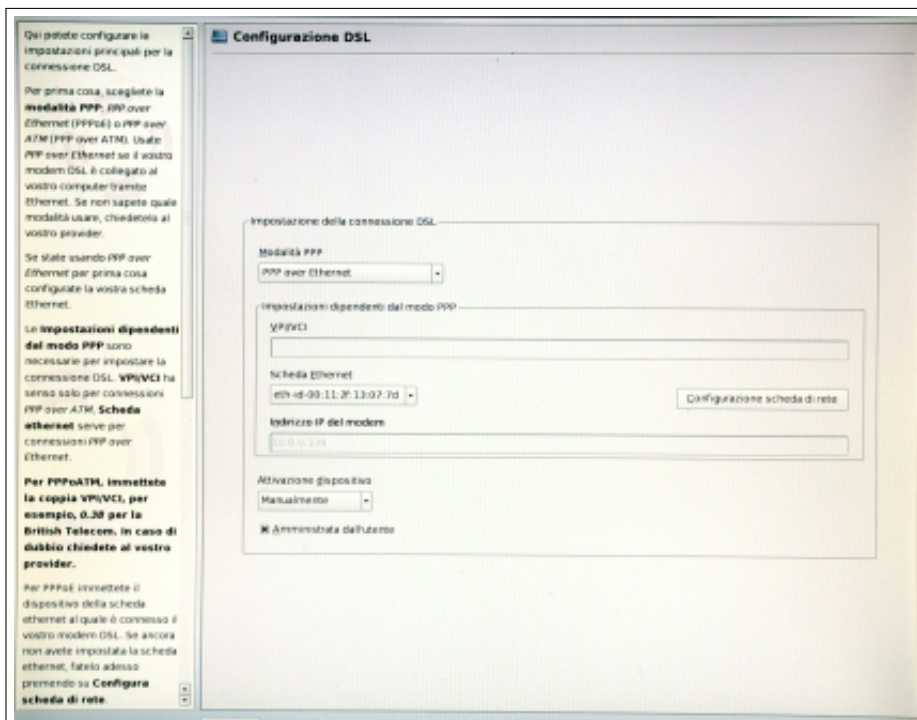 Qui potete configurare le
impostazioni principali per la
connessione DSL.
Per prima cosa, scegliete la
modalità PPP: PPP over
Ethernet (PPPoE) o PPP over
ATM (PPP over ATM). Usate
PPP over Ethernet se il vostro
modem DSL è collegato al
vostro computer tramite
Ethernet. Se non sapete quale
modalità usare, chiedetelo al
vostro provider.
Se state usando PPP over
Ethernet per prima cosa
configurate la vostra scheda
Ethernet.
Le Impostazioni dipendenti
dal modo PPP sono
necessarie per impostare la
connessione DSL. VPI/VCI ha
senso solo per connessioni
PPP over ATM, Scheda
ethernet serve per
connessioni PPP over
Ethernet.
Per PPPoATM, immettete
la coppia VPI/VCI, per
esempio, 0.38 per la
British Telecom. In caso di
dubbio chiedete al vostro
provider.
Per PPPoE immettete il
dispositivo della scheda
ethernet al quale è connesso il
vostro modem DSL. Se ancora
non avete impostata la scheda
ethernet, fatelo adesso
premendo su Configura
scheda di rete.
Configurazione DSL
Impostazione della connessione DSL
Modalità PPP
PPP over Ethernet
Impostazioni dipendenti dal modo PPP
VPI/VCI
Scheda Ethernet
eth-id-00:11:2f:13:07:7d
Configurazione scheda di rete
Indirizzo IP del modem
10.0.0.138
Attivazione dispositivo
Manualmente
Amministrata dall'utente